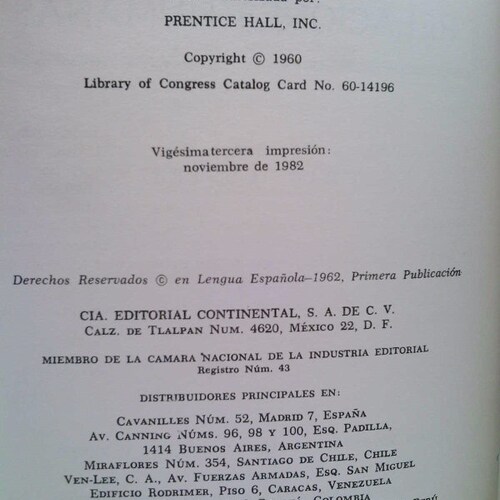 por:
PRENTICE HALL, INC.
Copyright © 1960
Library of Congress Catalog Card No. 60-14196
Vigésimatercera impresión:
noviembre de 1982
Derechos Reservados © en Lengua Española—1962, Primera Publicación
CIA. EDITORIAL CONTINENTAL, S. A. DE C. V.
CALZ. DE TLALPAN NUM. 4620, MÉXICO 22, D. F.
MIEMBRO DE LA CAMARA NACIONAL DE LA INDUSTRIA EDITORIAL
Registro Núm. 43
DISTRIBUIDORES PRINCIPALES EN:
CAVANILLES NÚM. 52, MADRID 7, ESPAÑA
AV. CANNING NÚMS. 96, 98 Y 100, ESQ. PADILLA,
1414 BUENOS AIRES, ARGENTINA
MIRAFLORES NÚM. 354, SANTIAGO DE CHILE, CHILE
VEN-LEE, C. A., AV. FUERZAS ARMADAS, ESQ. SAN MIGUEL
EDIFICIO RODRIMER, PISO 6, CARACAS, VENEZUELA
COLOMBIA